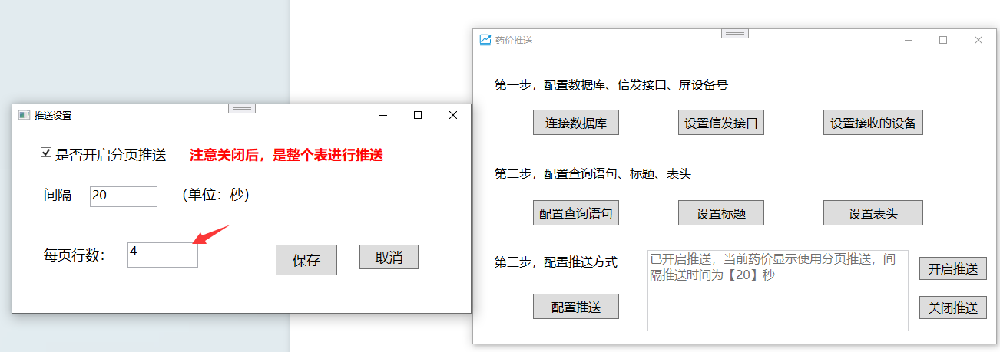 推送设置
是否开启分页推送 注意关闭后，是整个表进行推送
间隔 20 （单位：秒）
每页行数： 4 保存 取消
药价推送
第一步，配置数据库、信发接口、屏设备号
连接数据库 设置信发接口 设置接收的设备
第二步，配置查询语句、标题、表头
配置查询语句 设置标题 设置表头
第三步，配置推送方式
配置推送
已开启推送，当前药价显示使用分页推送，间
隔推送时间为【20】秒
开启推送
关闭推送